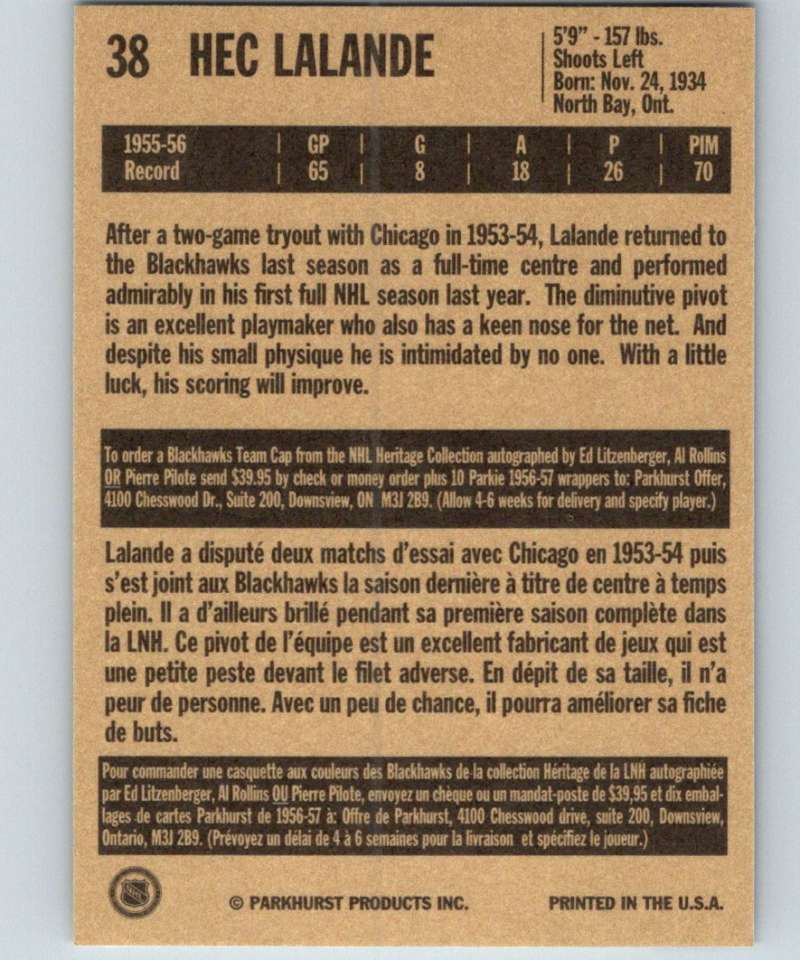 38 HEC LALANDE
5'9" - 157 lbs.
Shoots Left
Born: Nov. 24, 1934
North Bay, Ont.
1955-56 | GP | G | A | P | PIM
Record | 65 | 8 | 18 | 26 | 70
After a two-game tryout with Chicago in 1953-54, Lalande returned to
the Blackhawks last season as a full-time centre and performed
admirably in his first full NHL season last year. The diminutive pivot
is an excellent playmaker who also has a keen nose for the net. And
despite his small physique he is intimidated by no one. With a little
luck, his scoring will improve.
To order a Blackhawks Team Cap from the NHL Heritage Collection autographed by Ed Litzenberger, Al Rollins
OR Pierre Pilote send $39.95 by check or money order plus 10 Parkie 1956-57 wrappers to: Parkhurst Offer,
4100 Chesswood Dr., Suite 200, Downsview, ON M3J 2B9. (Allow 4-6 weeks for delivery and specify player.)
Lalande a disputé deux matchs d'essai avec Chicago en 1953-54 puis
s'est joint aux Blackhawks la saison dernière à titre de centre à temps
plein. Il a d'ailleurs brillé pendant sa première saison complète dans
la LNH. Ce pivot de l'équipe est un excellent fabricant de jeux qui est
une petite peste devant le filet adverse. En dépit de sa taille, il n'a
peur de personne. Avec un peu de chance, il pourra améliorer sa fiche
de buts.
Pour commander une casquette aux couleurs des Blackhawks de la collection Héritage de la LNH autographiée
par Ed Litzenberger, Al Rollins OU Pierre Pilote, envoyez un chèque ou un mandat-poste de $39,95 et dix embal-
lages de cartes Parkhurst de 1956-57 à: Offre de Parkhurst, 4100 Chesswood drive, suite 200, Downsview,
Ontario, M3J 2B9. (Prévoyez un délai de 4 à 6 semaines pour la livraison et spécifiez le joueur.)
NHL
© PARKHURST PRODUCTS INC. PRINTED IN THE U.S.A.